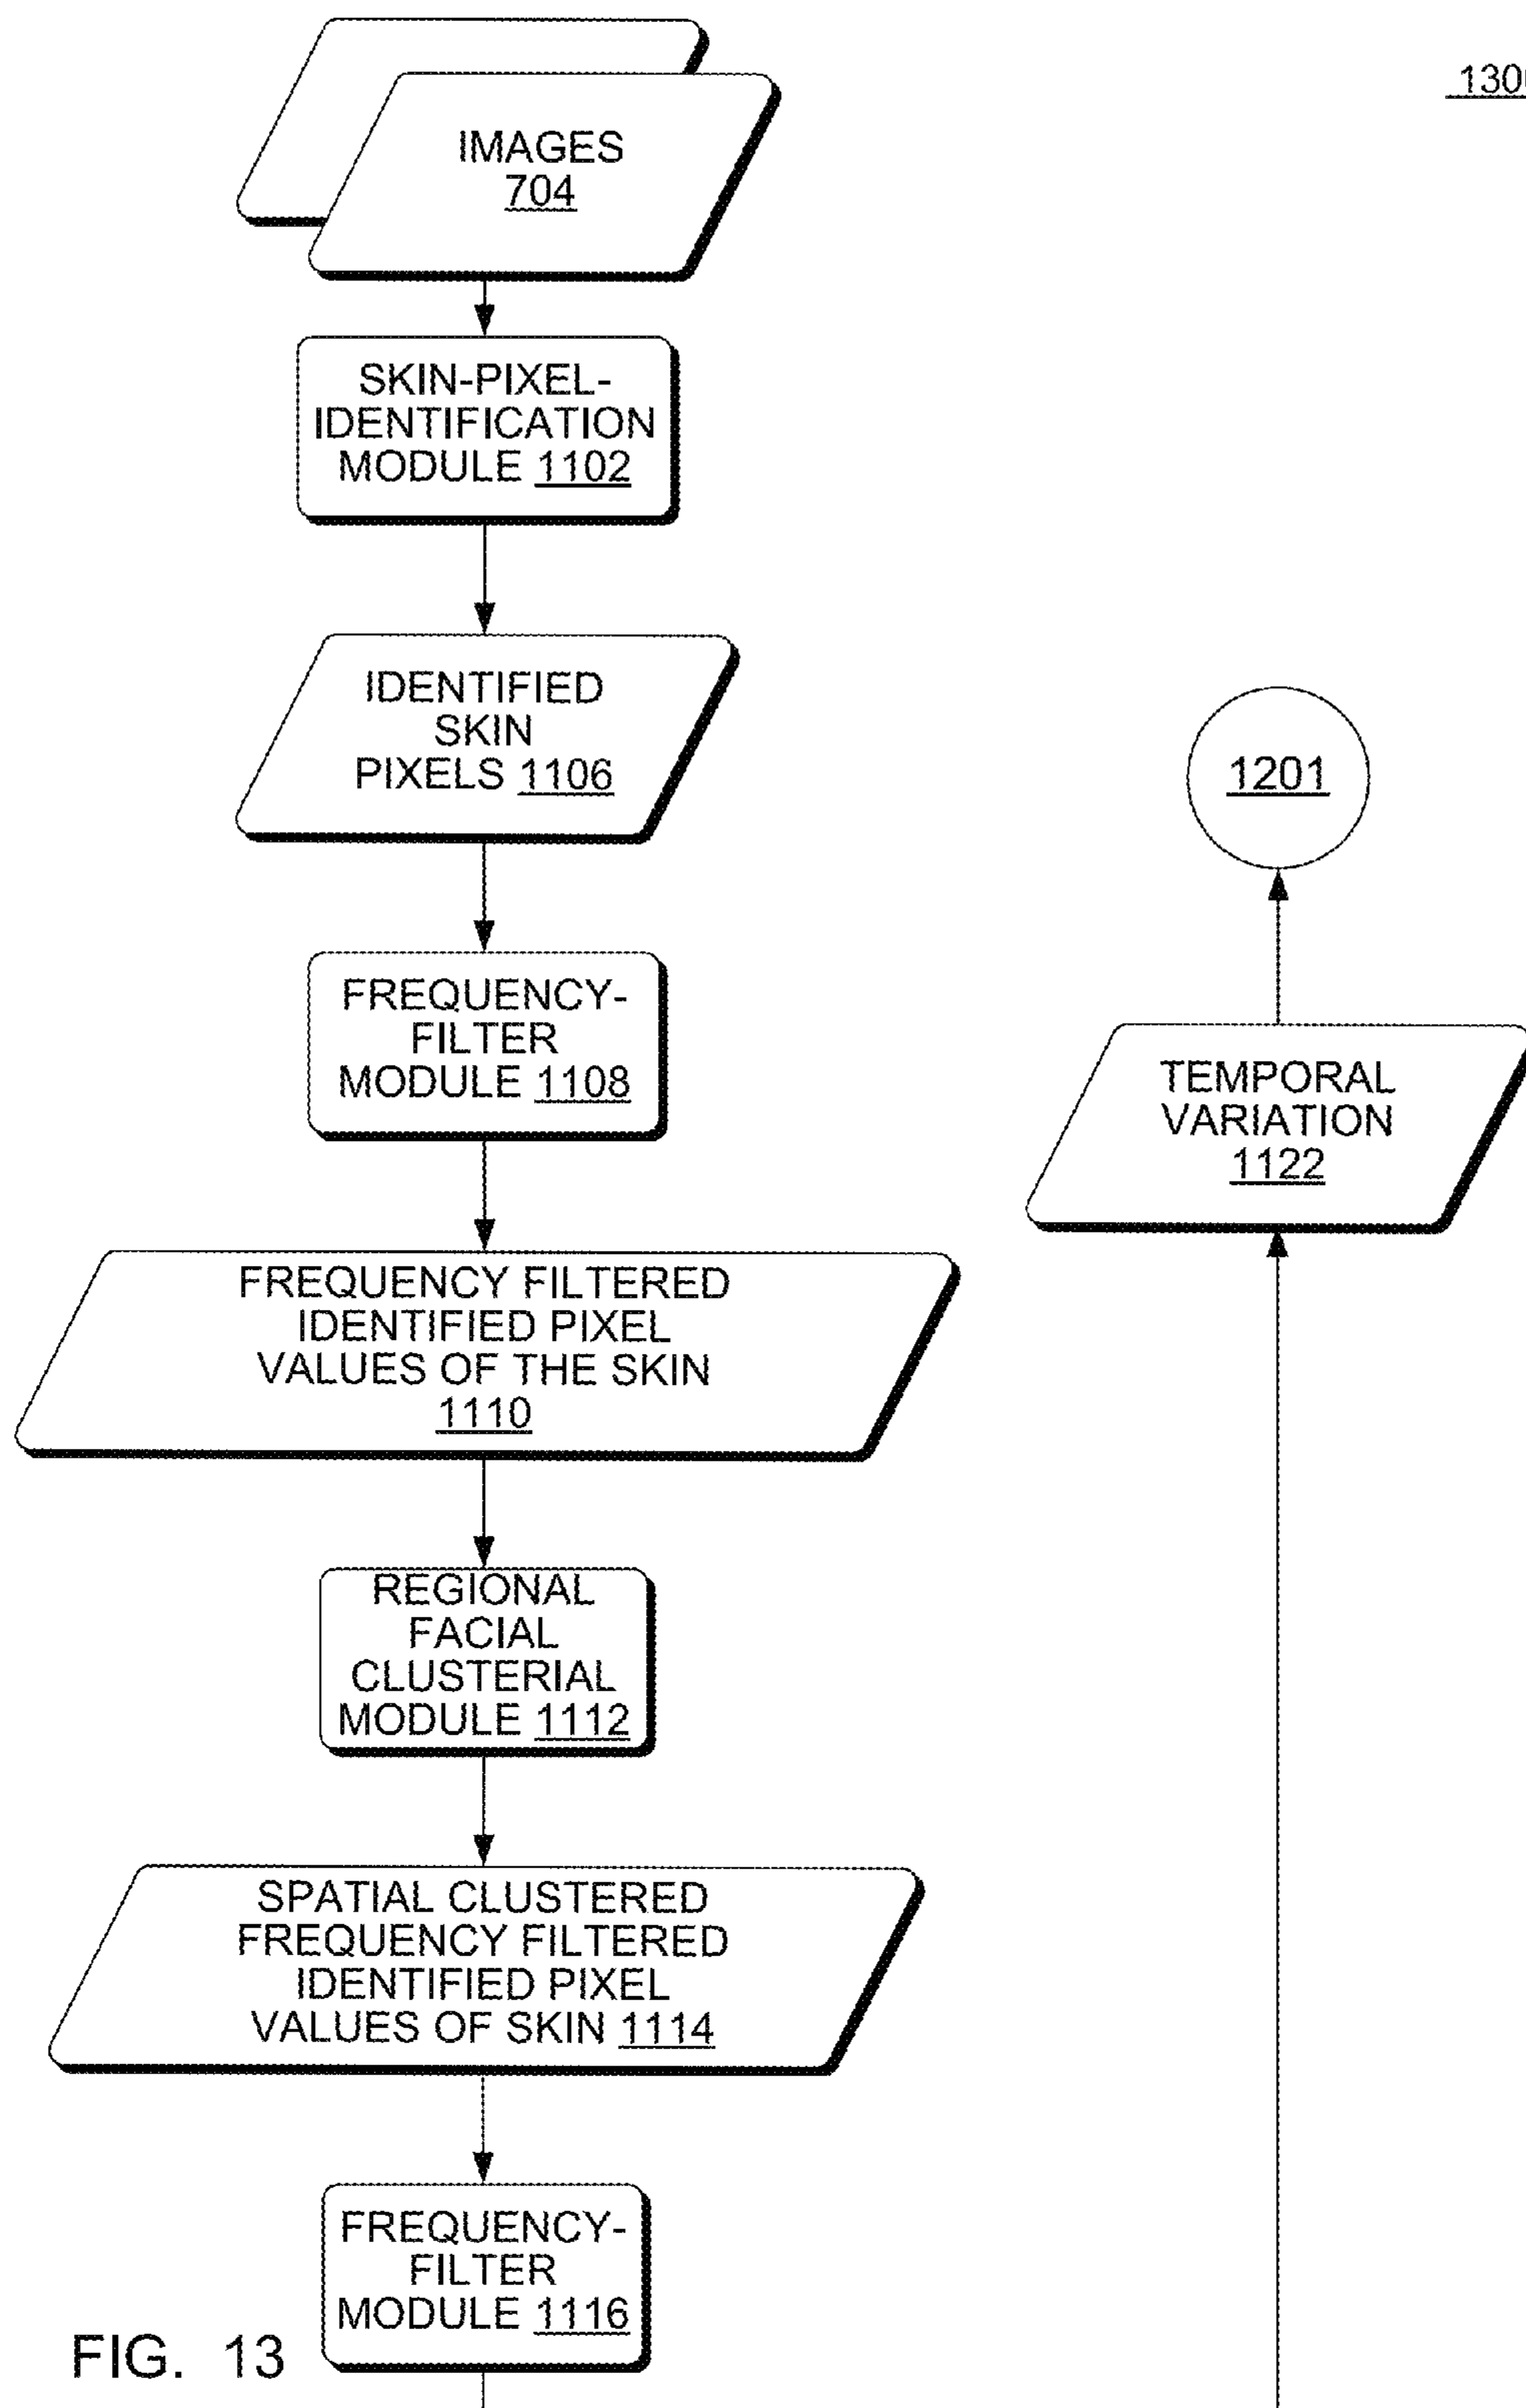 1300
IMAGES
704
SKIN-PIXEL-
IDENTIFICATION
MODULE 1102
IDENTIFIED
SKIN
PIXELS 1106
FREQUENCY-
FILTER
MODULE 1108
FREQUENCY FILTERED
IDENTIFIED PIXEL
VALUES OF THE SKIN
1110
REGIONAL
FACIAL
CLUSTERIAL
MODULE 1112
SPATIAL CLUSTERED
FREQUENCY FILTERED
IDENTIFIED PIXEL
VALUES OF SKIN 1114
FREQUENCY-
FILTER
MODULE 1116
1201
TEMPORAL
VARIATION
1122
FIG. 13